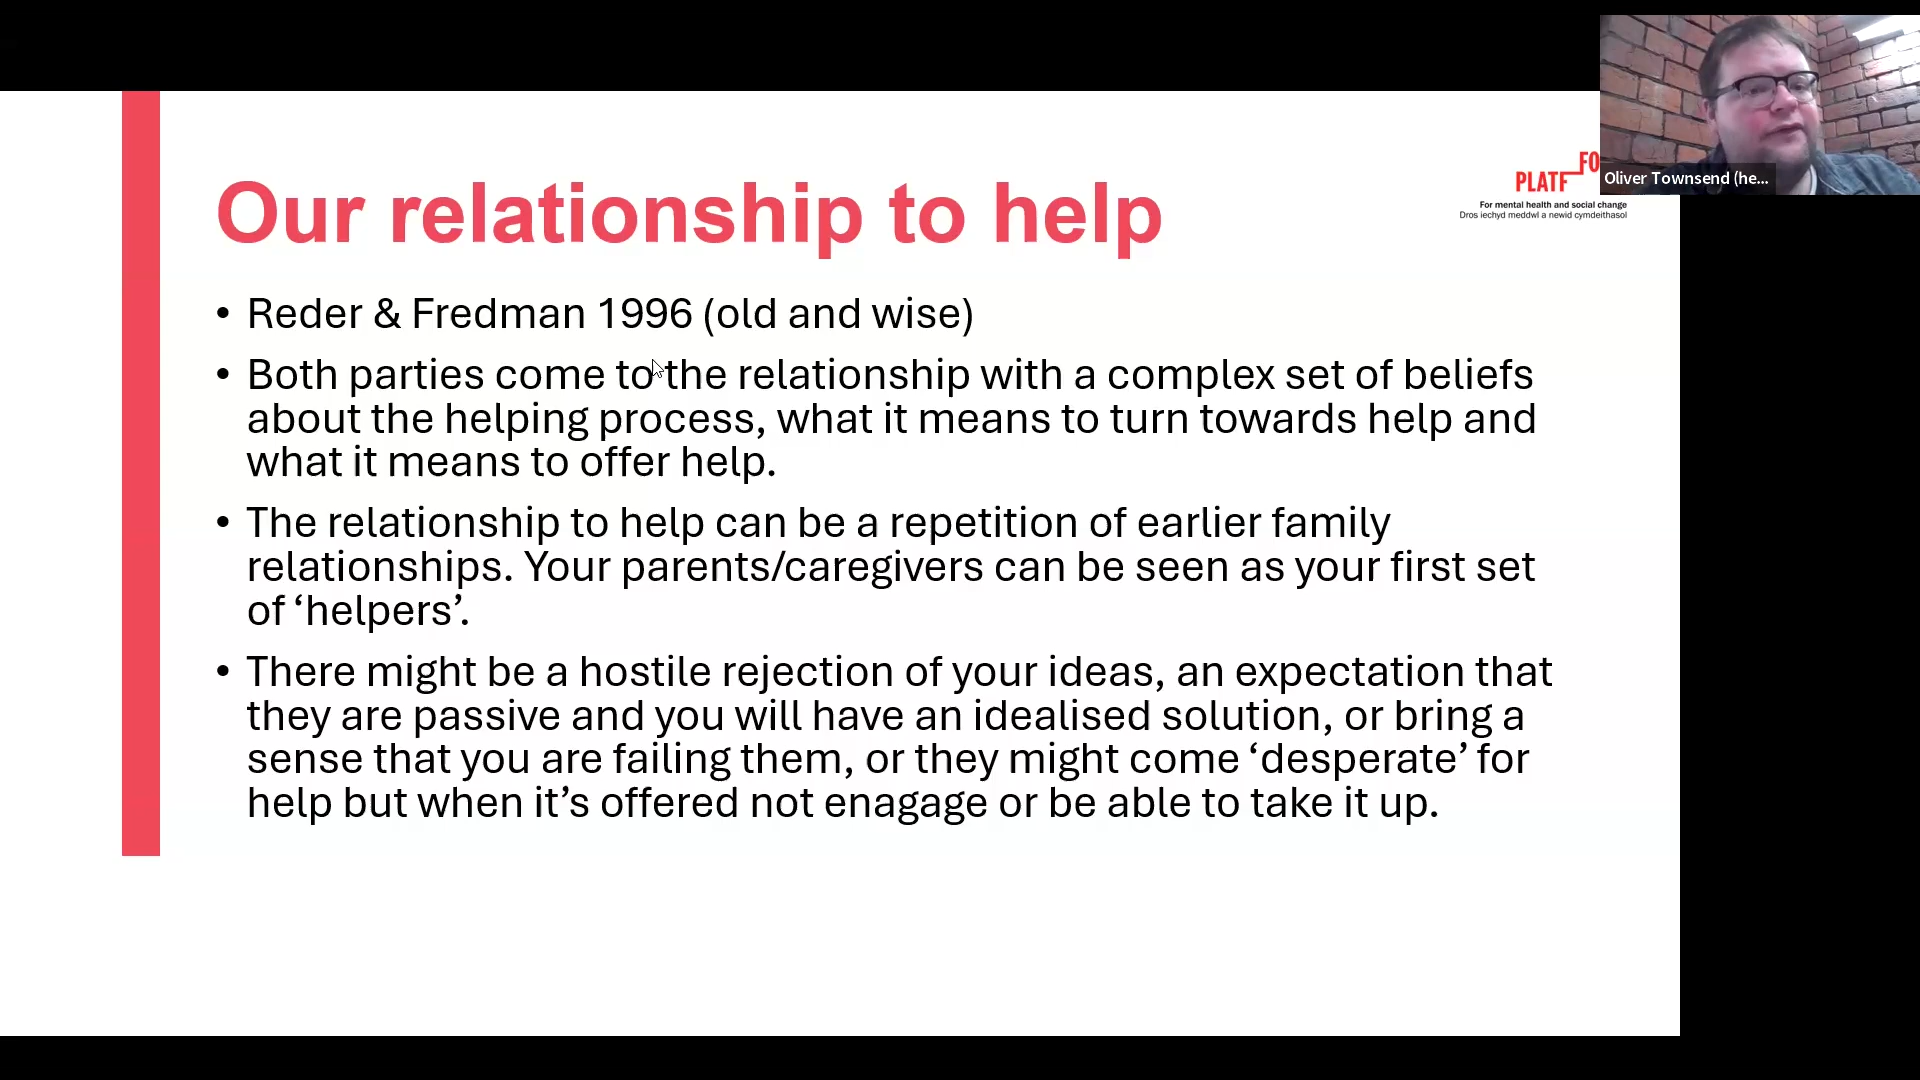 Our relationship to help
PLATFO
For mental health and social change
Dros iechyd meddwl a newid cymdeithasol
Oliver Townsend (he...
• Reder & Fredman 1996 (old and wise)
• Both parties come to the relationship with a complex set of beliefs
about the helping process, what it means to turn towards help and
what it means to offer help.
• The relationship to help can be a repetition of earlier family
relationships. Your parents/caregivers can be seen as your first set
of ‘helpers’.
• There might be a hostile rejection of your ideas, an expectation that
they are passive and you will have an idealised solution, or bring a
sense that you are failing them, or they might come ‘desperate’ for
help but when it’s offered not enagage or be able to take it up.